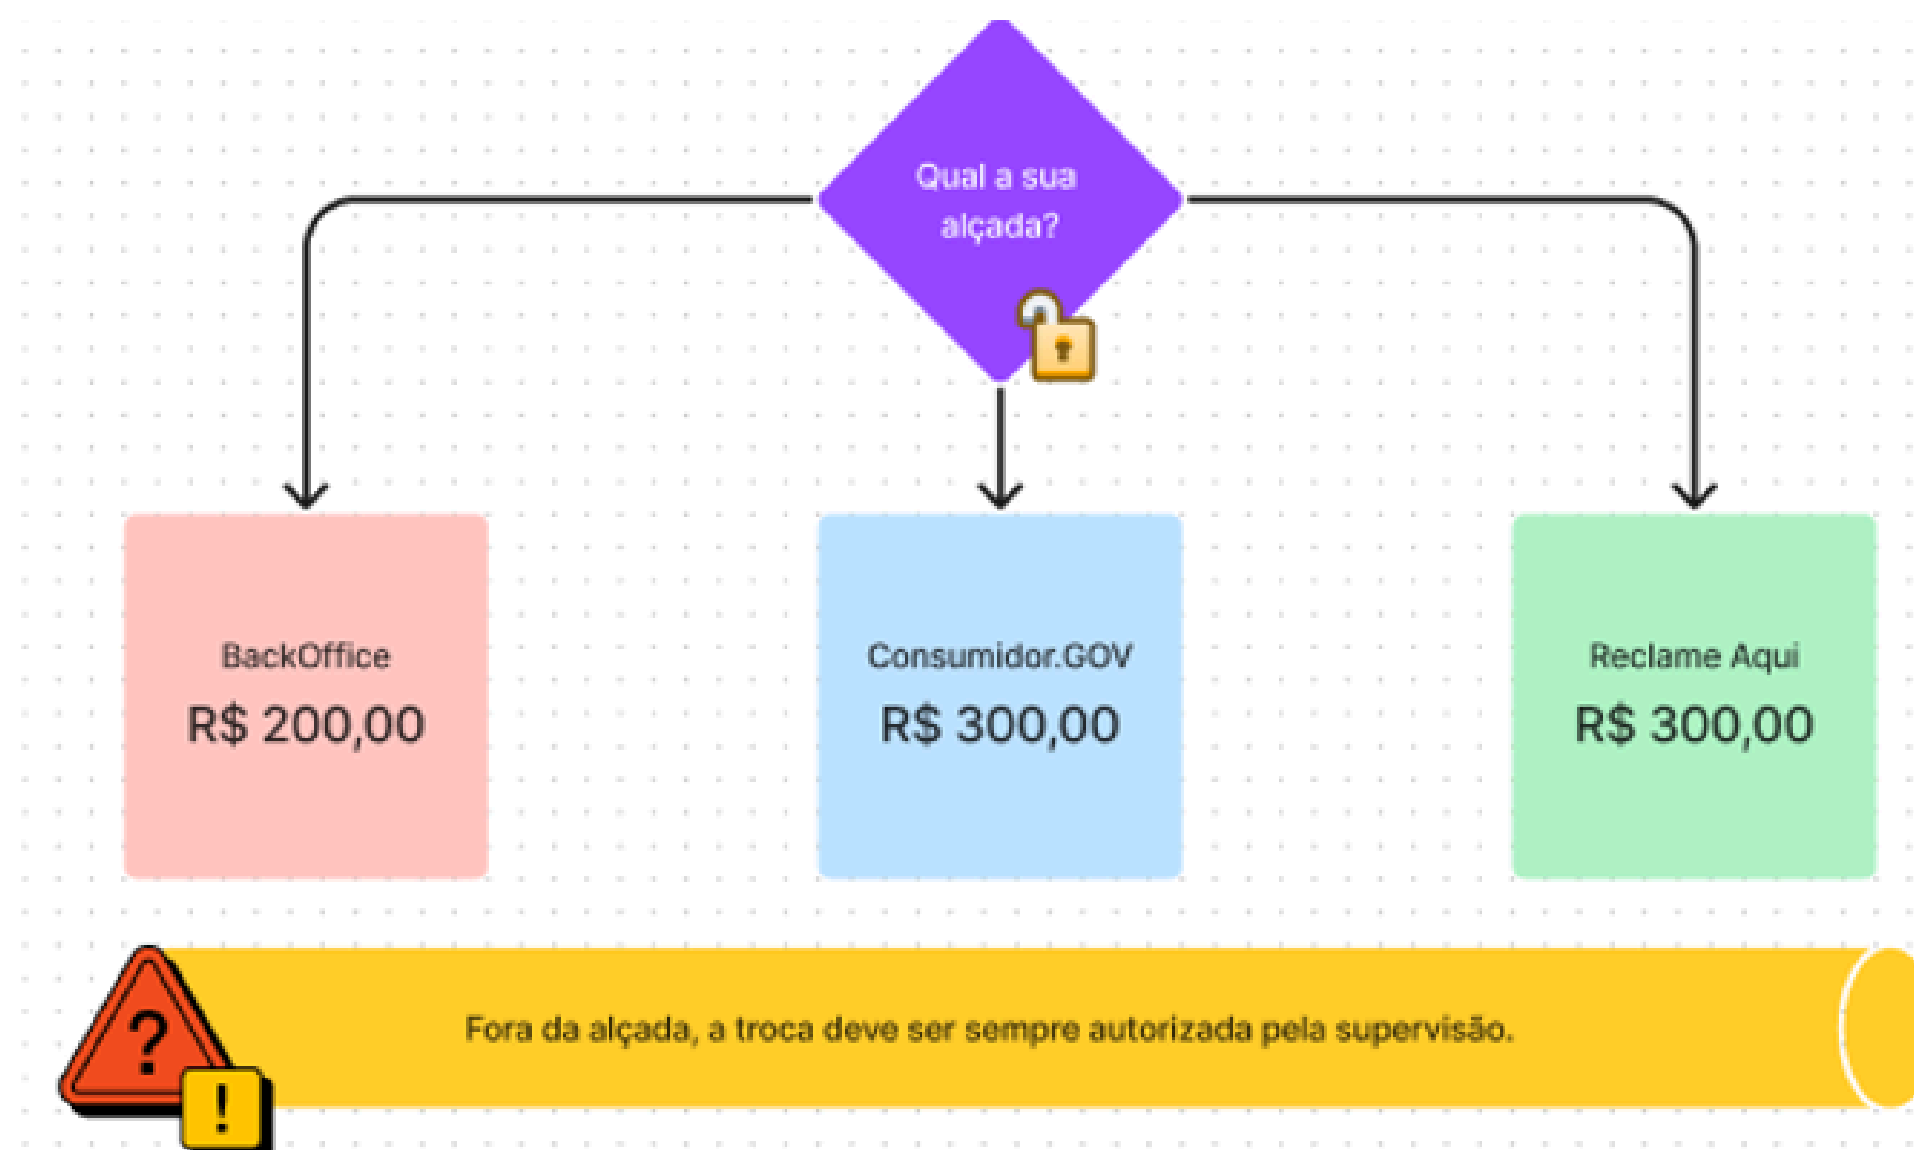 Qual a sua
alçada?
BackOffice
R$ 200,00
Consumidor.GOV
R$ 300,00
Reclame Aqui
R$ 300,00
?
!
Fora da alçada, a troca deve ser sempre autorizada pela supervisão.